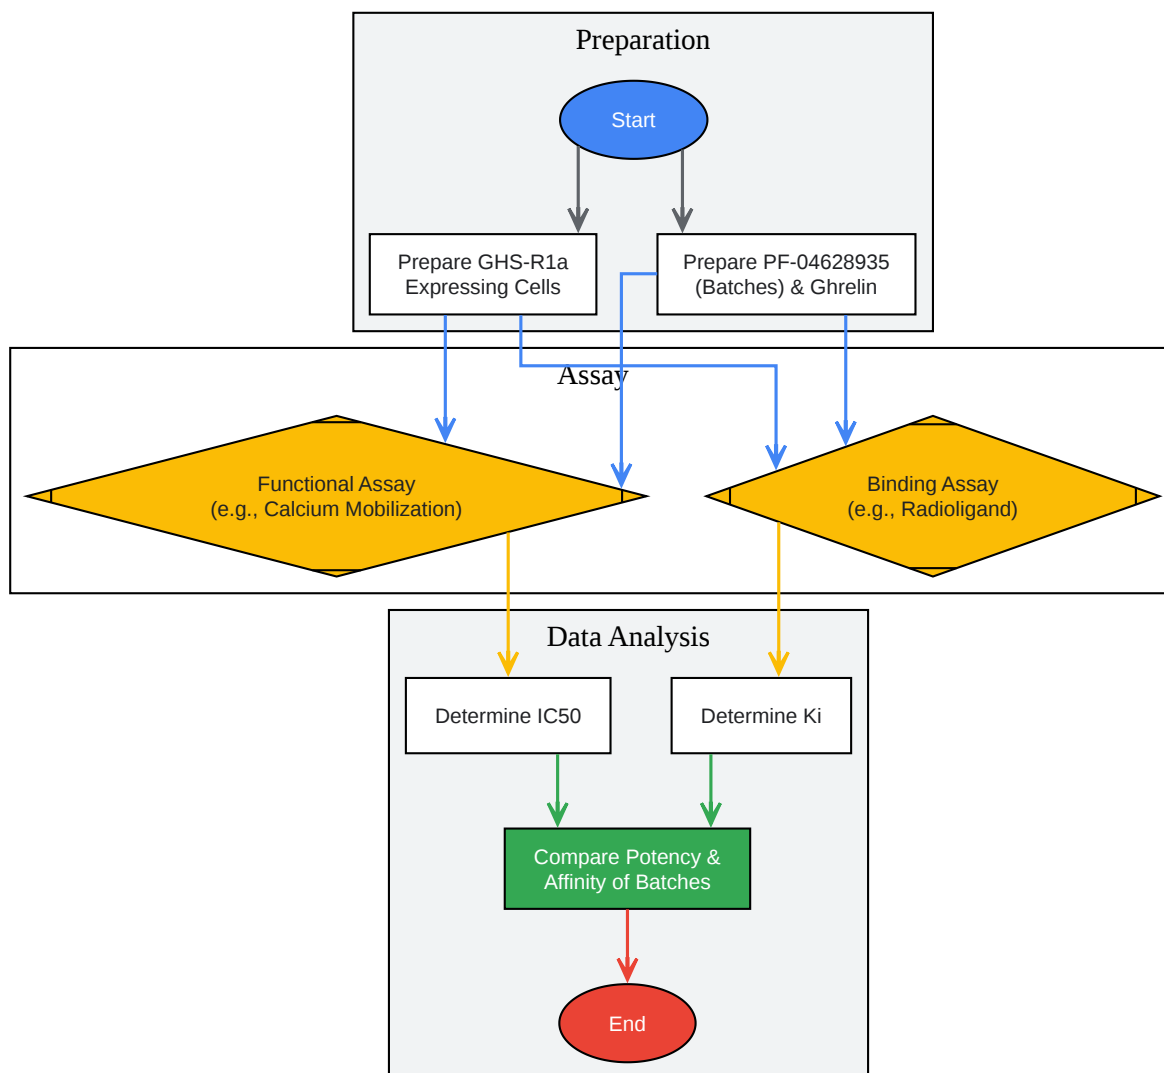 Preparation
Start
Prepare GHS-R1a
Expressing Cells
Prepare PF-04628935
(Batches) & Ghrelin
Assay
Functional Assay
(e.g., Calcium Mobilization)
Binding Assay
(e.g., Radioligand)
Data Analysis
Determine IC50
Determine Ki
Compare Potency &
Affinity of Batches
End